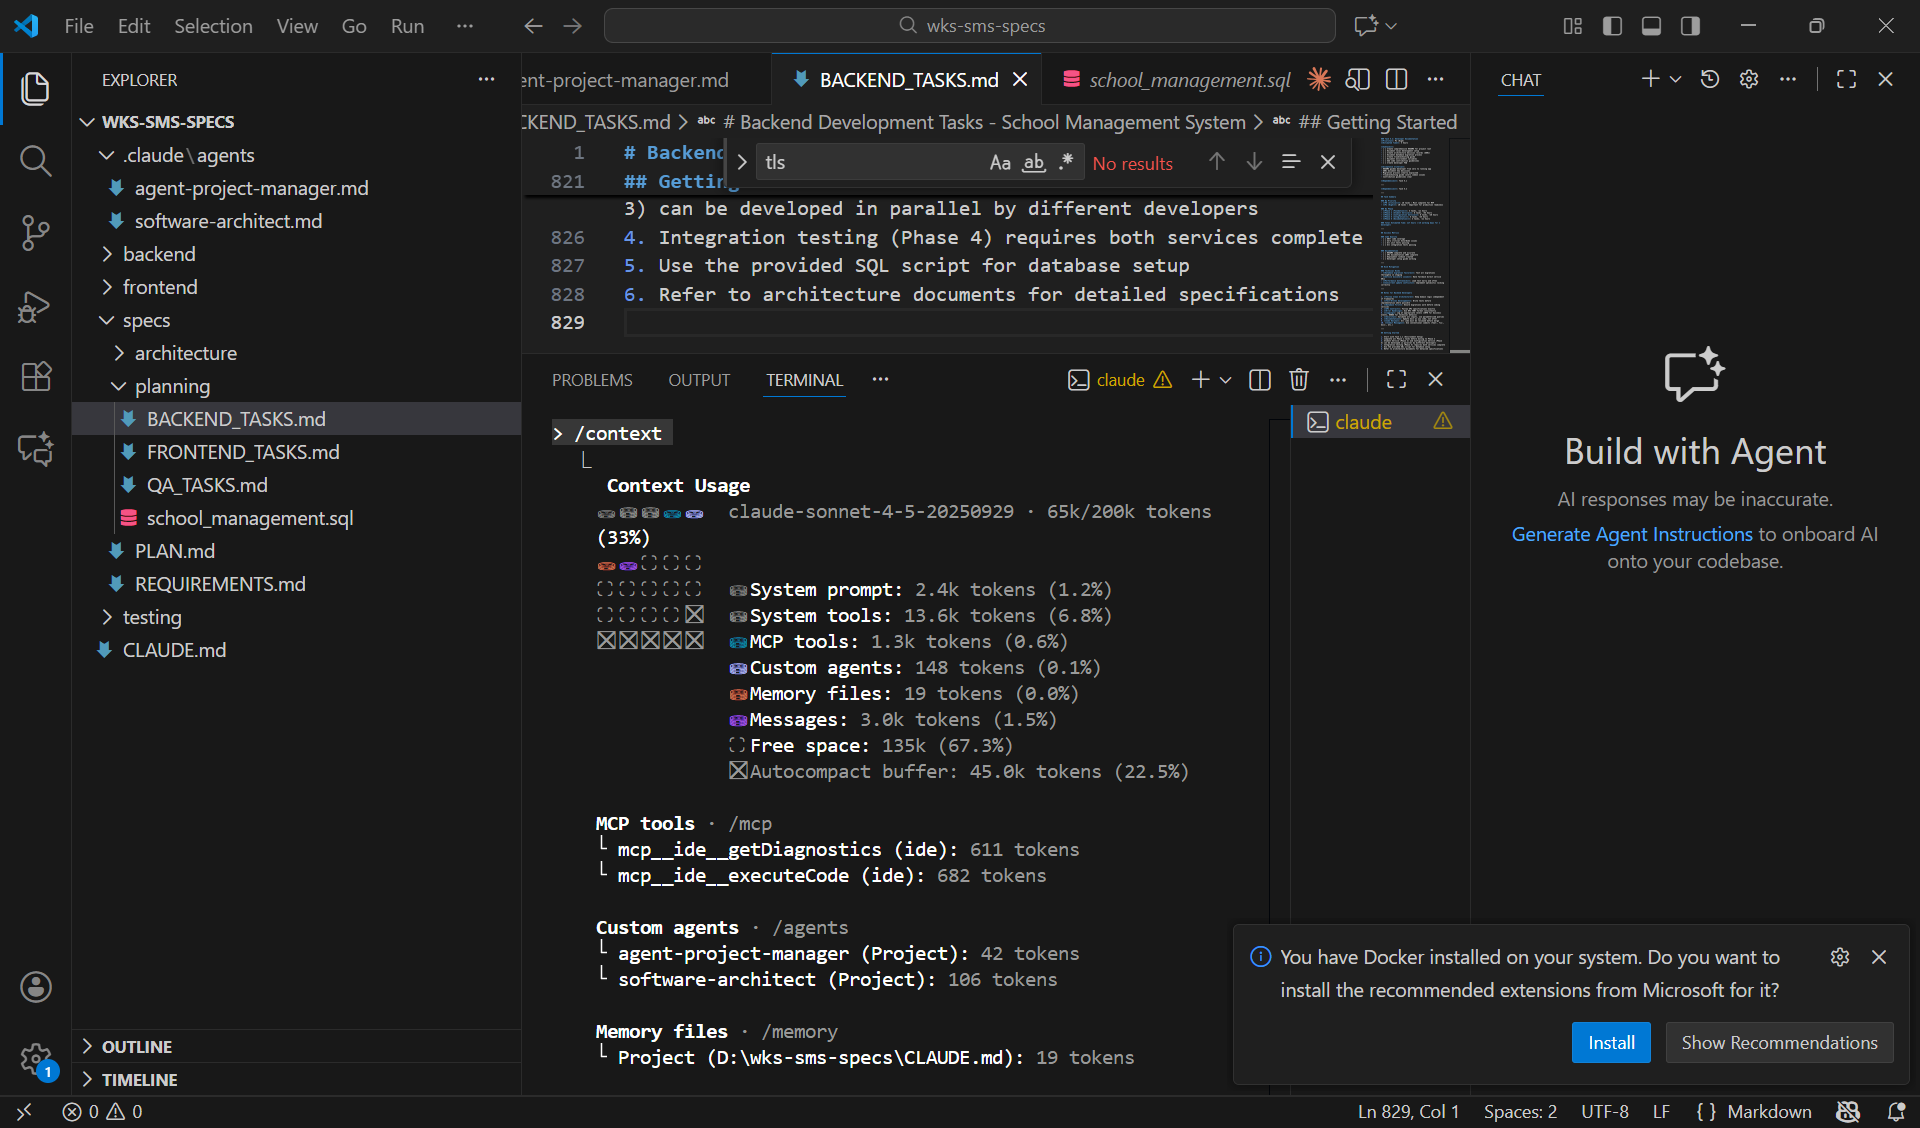 File Edit Selection View Go Run ···
wks-sms-specs
EXPLORER
WKS-SMS-SPECS
.claude\agents
agent-project-manager.md
software-architect.md
backend
frontend
specs
architecture
planning
BACKEND_TASKS.md
FRONTEND_TASKS.md
QA_TASKS.md
school_management.sql
PLAN.md
REQUIREMENTS.md
testing
CLAUDE.md
OUTLINE
TIMELINE
1
ent-project-manager.md BACKEND_TASKS.md school_management.sql
CKEND_TASKS.md > abc # Backend Development Tasks - School Management System > abc ## Getting Started
1 # Backend
821 ## Getting
tls Aa ab .* No results
3) can be developed in parallel by different developers
826 4. Integration testing (Phase 4) requires both services complete
827 5. Use the provided SQL script for database setup
828 6. Refer to architecture documents for detailed specifications
829
PROBLEMS OUTPUT TERMINAL ··· claude
claude
> /context
Context Usage
claude-sonnet-4-5-20250929 · 65k/200k tokens
(33%)
System prompt: 2.4k tokens (1.2%)
System tools: 13.6k tokens (6.8%)
MCP tools: 1.3k tokens (0.6%)
Custom agents: 148 tokens (0.1%)
Memory files: 19 tokens (0.0%)
Messages: 3.0k tokens (1.5%)
Free space: 135k (67.3%)
Autocompact buffer: 45.0k tokens (22.5%)
MCP tools · /mcp
└ mcp__ide__getDiagnostics (ide): 611 tokens
└ mcp__ide__executeCode (ide): 682 tokens
Custom agents · /agents
└ agent-project-manager (Project): 42 tokens
└ software-architect (Project): 106 tokens
Memory files · /memory
└ Project (D:\wks-sms-specs\CLAUDE.md): 19 tokens
CHAT
Build with Agent
AI responses may be inaccurate.
Generate Agent Instructions to onboard AI
onto your codebase.
You have Docker installed on your system. Do you want to
install the recommended extensions from Microsoft for it?
Install Show Recommendations
0 0
Ln 829, Col 1 Spaces: 2 UTF-8 LF { } Markdown